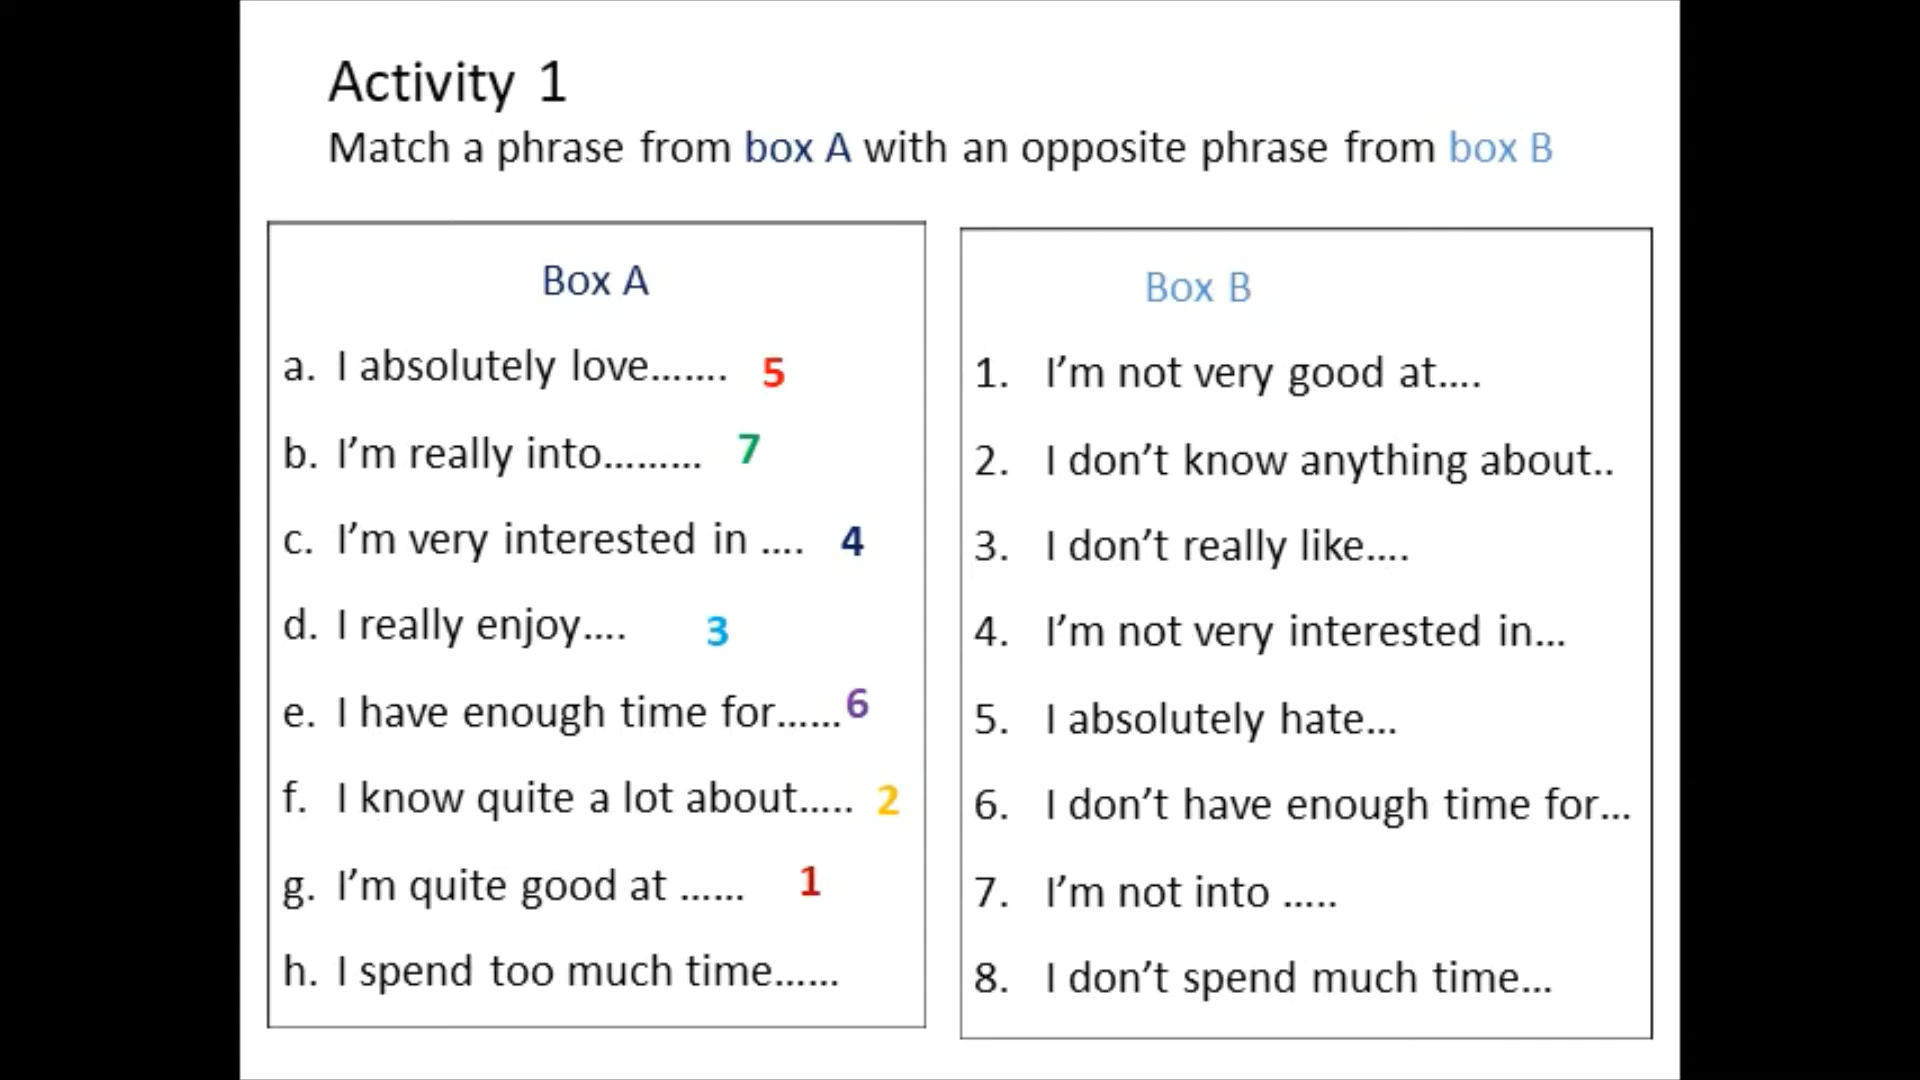 Activity 1
Match a phrase from box A with an opposite phrase from box B
Box A
a. I absolutely love....... 5
b. I’m really into......... 7
c. I’m very interested in .... 4
d. I really enjoy.... 3
e. I have enough time for...... 6
f. I know quite a lot about..... 2
g. I’m quite good at ...... 1
h. I spend too much time......
Box B
1. I’m not very good at....
2. I don’t know anything about..
3. I don’t really like....
4. I’m not very interested in...
5. I absolutely hate...
6. I don’t have enough time for...
7. I’m not into .....
8. I don’t spend much time...